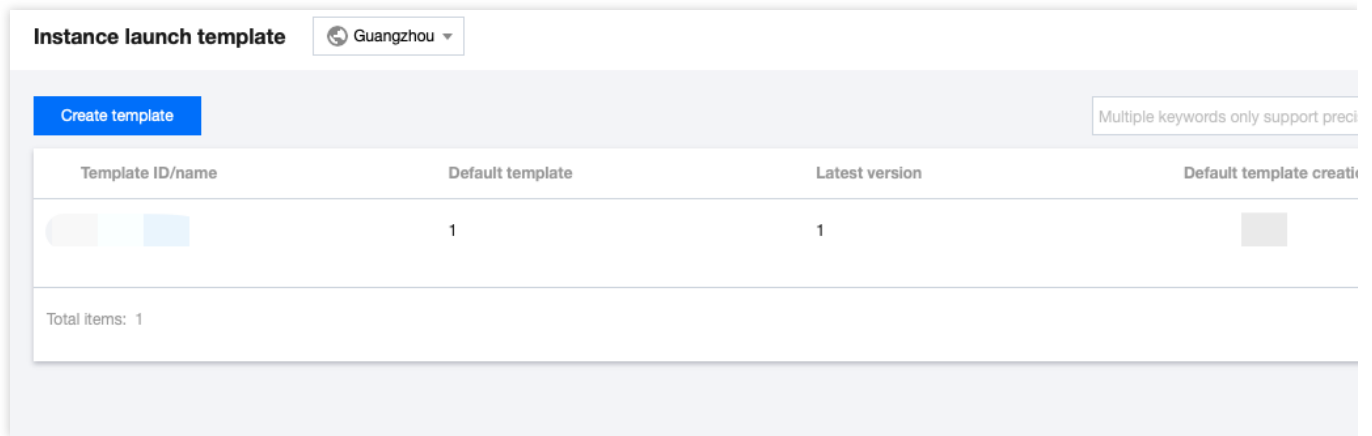 Instance launch template Guangzhou
Create template Multiple keywords only support preci
Template ID/name Default template Latest version Default template creati
1 1
Total items: 1